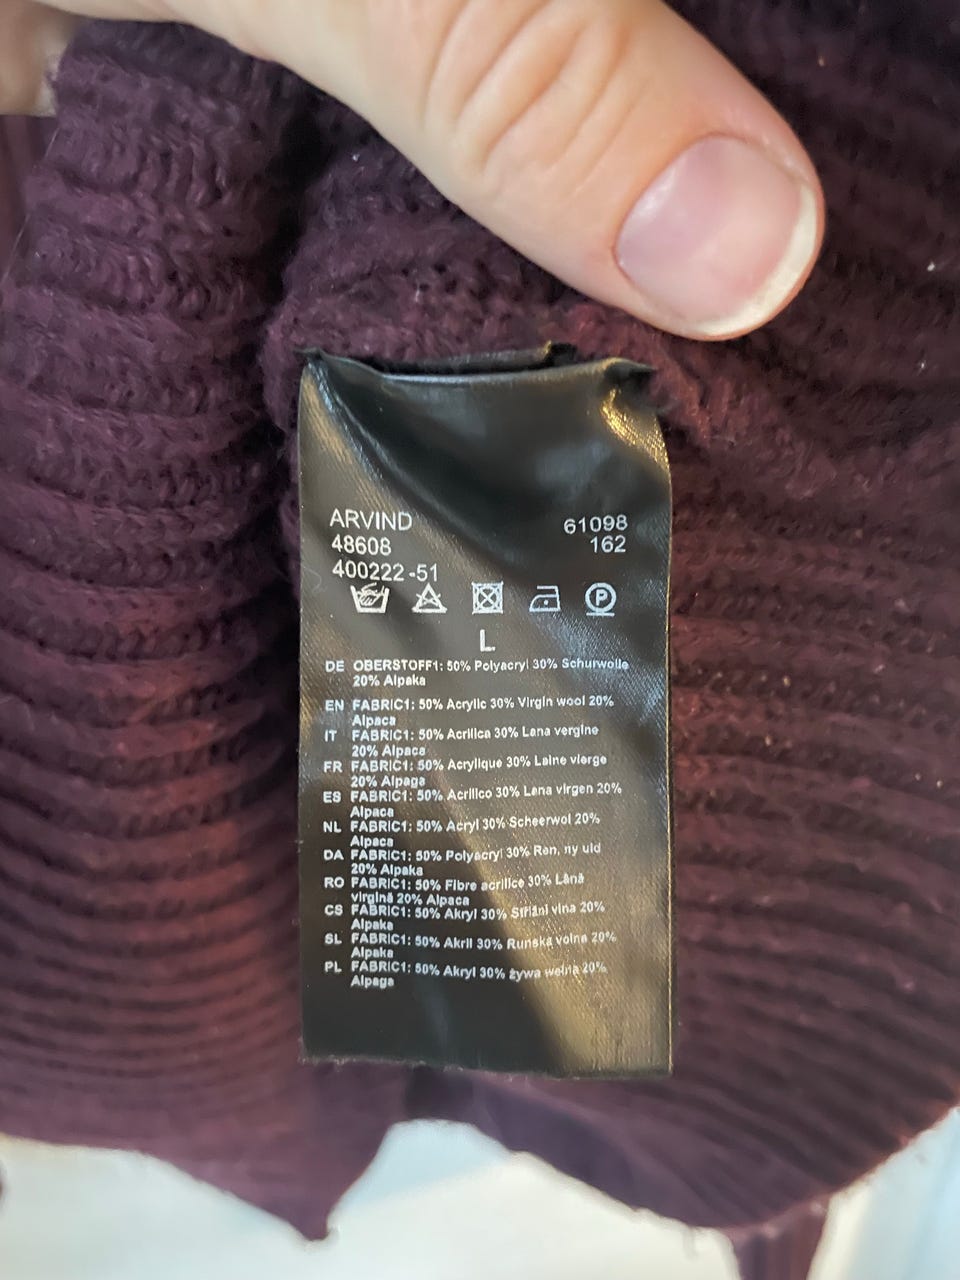 ARVIND 61098
48608 162
400222-51
P
L
DE OBERSTOFF1: 50% Polyacryl 30% Schurwolle
20% Alpaka
EN FABRIC1: 50% Acrylic 30% Virgin wool 20%
Alpaca
IT FABRIC1: 50% Acrilica 30% Lana vergine
20% Alpaca
FR FABRIC1: 50% Acrylique 30% Laine vierge
20% Alpaga
ES FABRIC1: 50% Acrilico 30% Lana virgen 20%
Alpaca
NL FABRIC1: 50% Acryl 30% Scheerwol 20%
Alpaca
DA FABRIC1: 50% Polyacryl 30% Ren, ny uld
20% Alpaka
RO FABRIC1: 50% Fibre acrilice 30% Lână
virgină 20% Alpaca
CS FABRIC1: 50% Akryl 30% Střižní vlna 20%
Alpaka
SL FABRIC1: 50% Akril 30% Runska volna 20%
Alpaka
PL FABRIC1: 50% Akryl 30% żywa wełna 20%
Alpaga